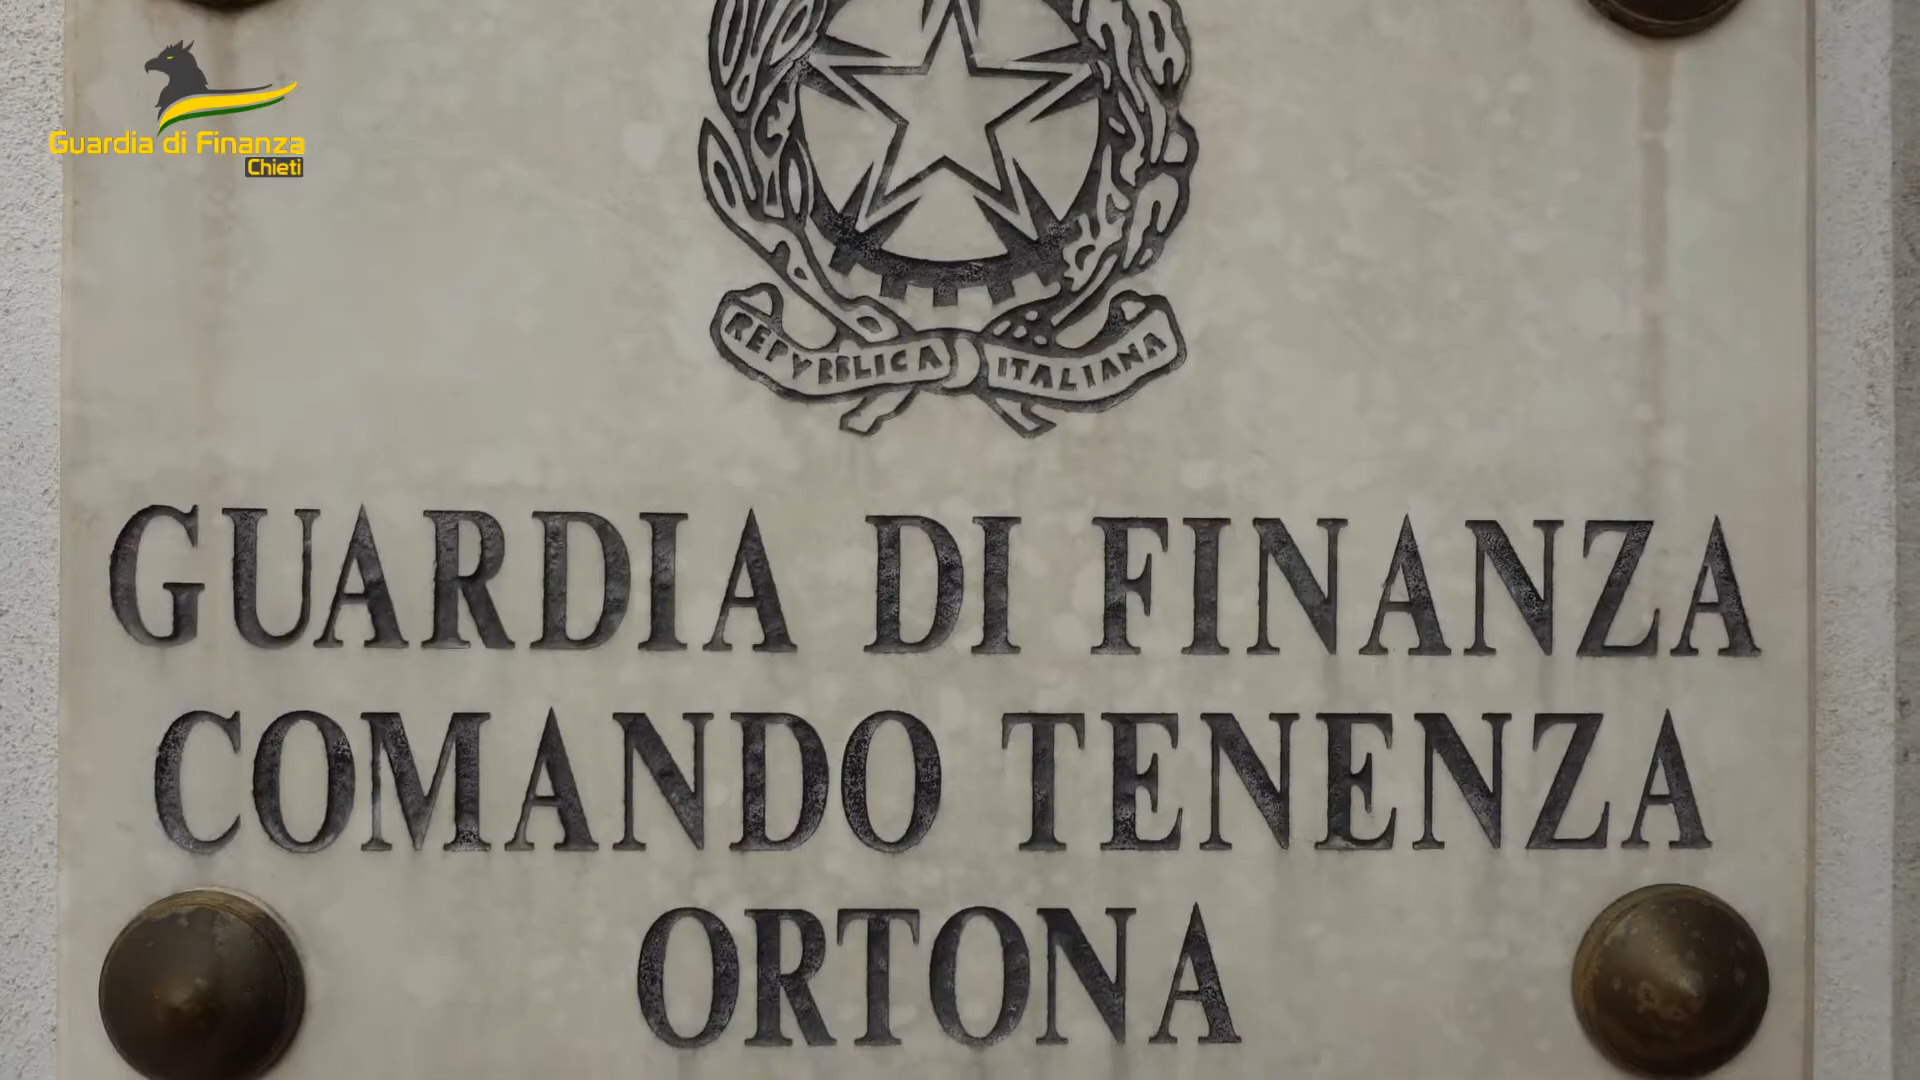 Guardia di Finanza
Chieti
REPVBBLICA ITALIANA
GUARDIA DI FINANZA
COMANDO TENENZA
ORTONA